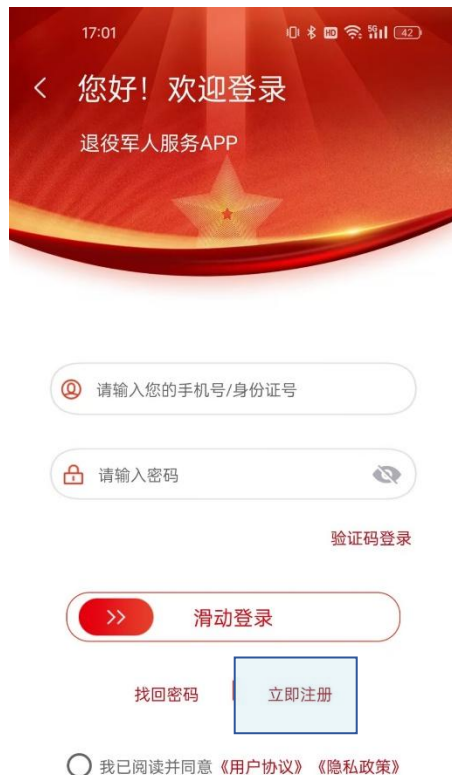 17:01 HD 5G 42
您好！欢迎登录
退役军人服务APP
请输入您的手机号/身份证号
请输入密码
验证码登录
>> 滑动登录
找回密码 立即注册
我已阅读并同意《用户协议》《隐私政策》